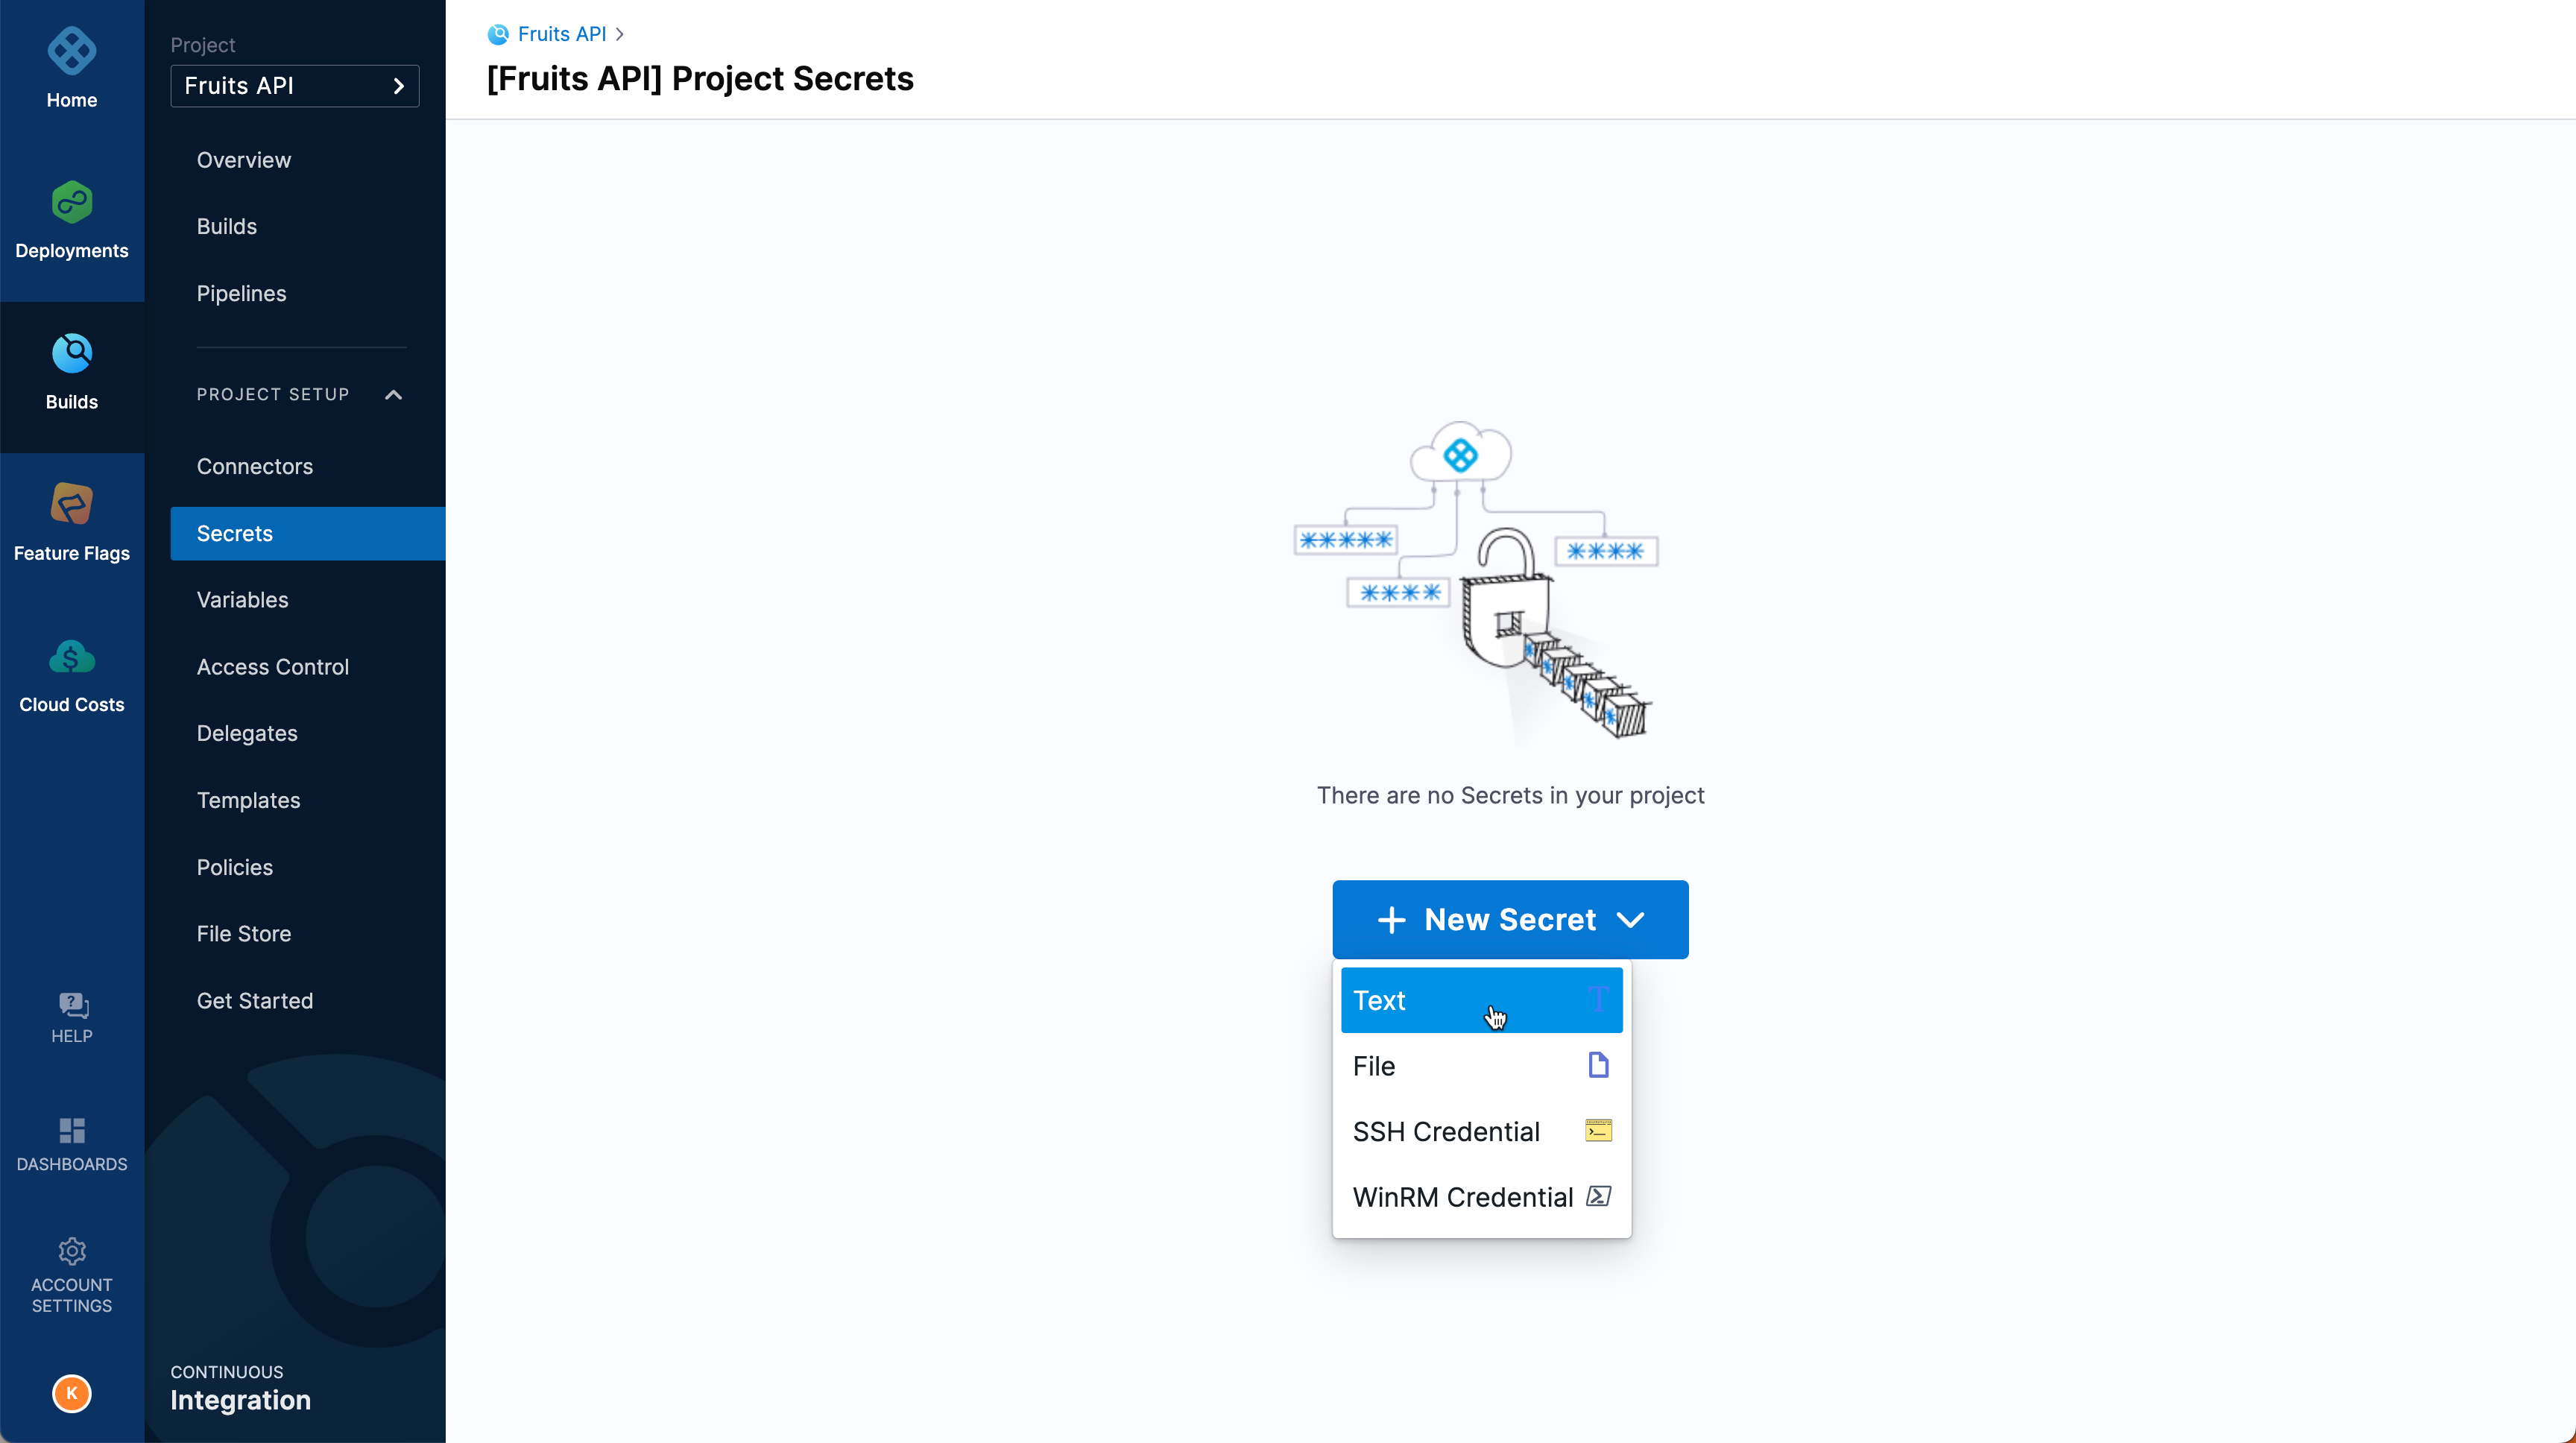 Home
Deployments
Builds
Feature Flags
Cloud Costs
HELP
DASHBOARDS
ACCOUNT
SETTINGS
K
Project
Fruits API
Overview
Builds
Pipelines
PROJECT SETUP
Connectors
Secrets
Variables
Access Control
Delegates
Templates
Policies
File Store
Get Started
CONTINUOUS
Integration
Fruits API >
[Fruits API] Project Secrets
*****
****
****
There are no Secrets in your project
+ New Secret
Text T
File
SSH Credential
WinRM Credential